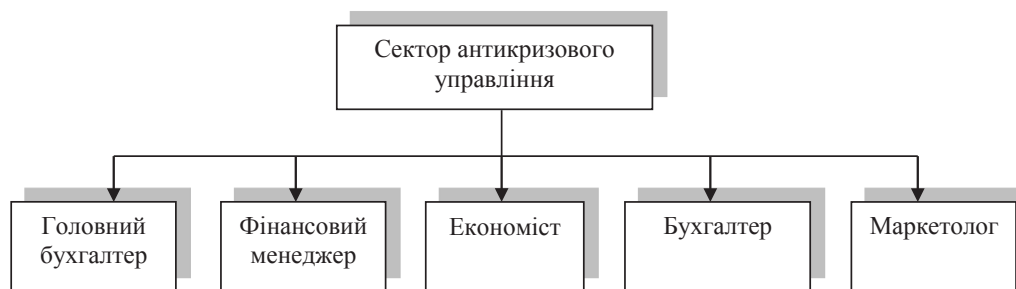 Сектор антикризового
управління
Головний
бухгалтер
Фінансовий
менеджер
Економіст
Бухгалтер
Маркетолог